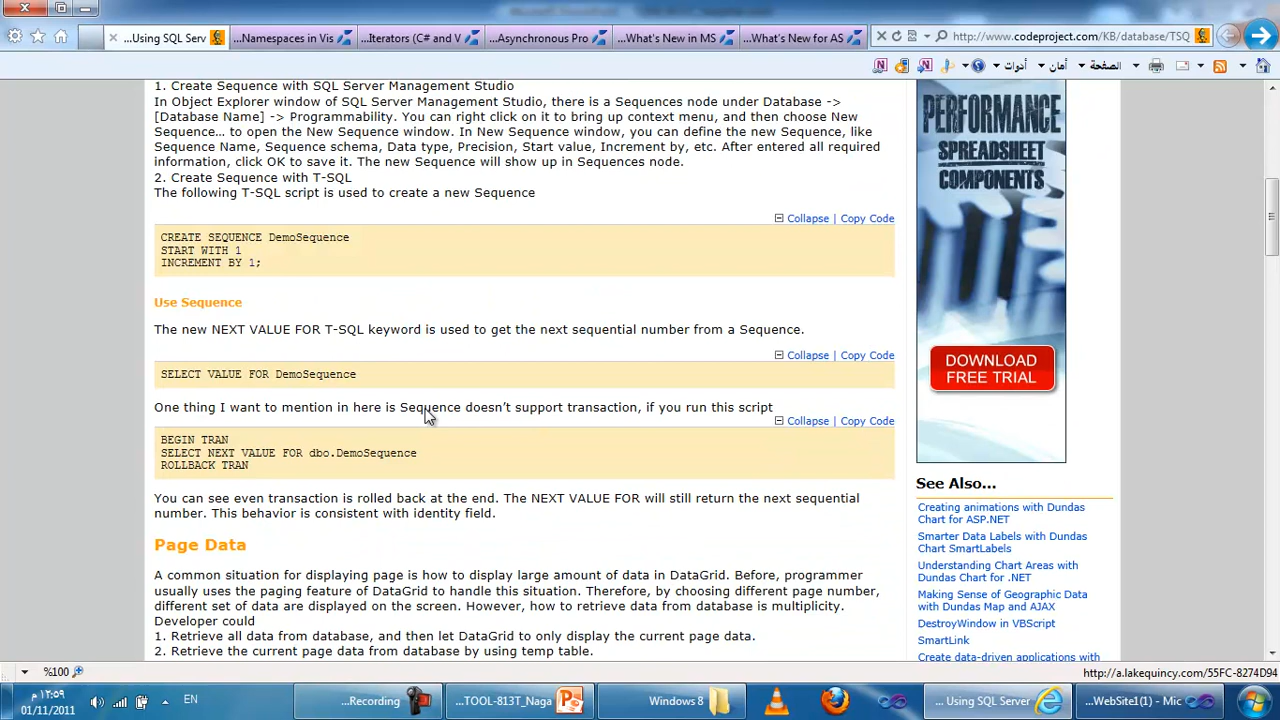 ...Using SQL Serv
...Namespaces in Vis
...Iterators (C# and V
...Asynchronous Pro
...What's New in MS
...What's New for AS
http://www.codeproject.com/KB/database/TSQ
أدوات
أمان
الصفحة
1. Create Sequence with SQL Server Management Studio
In Object Explorer window of SQL Server Management Studio, there is a Sequences node under Database ->
[Database Name] -> Programmability. You can right click on it to bring up context menu, and then choose New
Sequence... to open the New Sequence window. In New Sequence window, you can define the new Sequence, like
Sequence Name, Sequence schema, Data type, Precision, Start value, Increment by, etc. After entered all required
information, click OK to save it. The new Sequence will show up in Sequences node.
2. Create Sequence with T-SQL
The following T-SQL script is used to create a new Sequence
Collapse | Copy Code
CREATE SEQUENCE DemoSequence
START WITH 1
INCREMENT BY 1;
Use Sequence
The new NEXT VALUE FOR T-SQL keyword is used to get the next sequential number from a Sequence.
Collapse | Copy Code
SELECT VALUE FOR DemoSequence
One thing I want to mention in here is Sequence doesn't support transaction, if you run this script
Collapse | Copy Code
BEGIN TRAN
SELECT NEXT VALUE FOR dbo.DemoSequence
ROLLBACK TRAN
You can see even transaction is rolled back at the end. The NEXT VALUE FOR will still return the next sequential
number. This behavior is consistent with identity field.
Page Data
A common situation for displaying page is how to display large amount of data in DataGrid. Before, programmer
usually uses the paging feature of DataGrid to handle this situation. Therefore, by choosing different page number,
different set of data are displayed on the screen. However, how to retrieve data from database is multiplicity.
Developer could
1. Retrieve all data from database, and then let DataGrid to only display the current page data.
2. Retrieve the current page data from database by using temp table.
PERFORMANCE
SPREADSHEET
COMPONENTS
DOWNLOAD
FREE TRIAL
See Also...
Creating animations with Dundas
Chart for ASP.NET
Smarter Data Labels with Dundas
Chart SmartLabels
Understanding Chart Areas with
Dundas Chart for .NET
Making Sense of Geographic Data
with Dundas Map and AJAX
DestroyWindow in VBScript
SmartLink
Create data-driven applications with
%100
http://a.lakequincy.com/55FC-8274D94
١٢:٥٩ م
01/11/2011
EN
...Recording
...TOOL-813T_Naga
Windows 8
... Using SQL Server
...WebSite1(1) - Mic